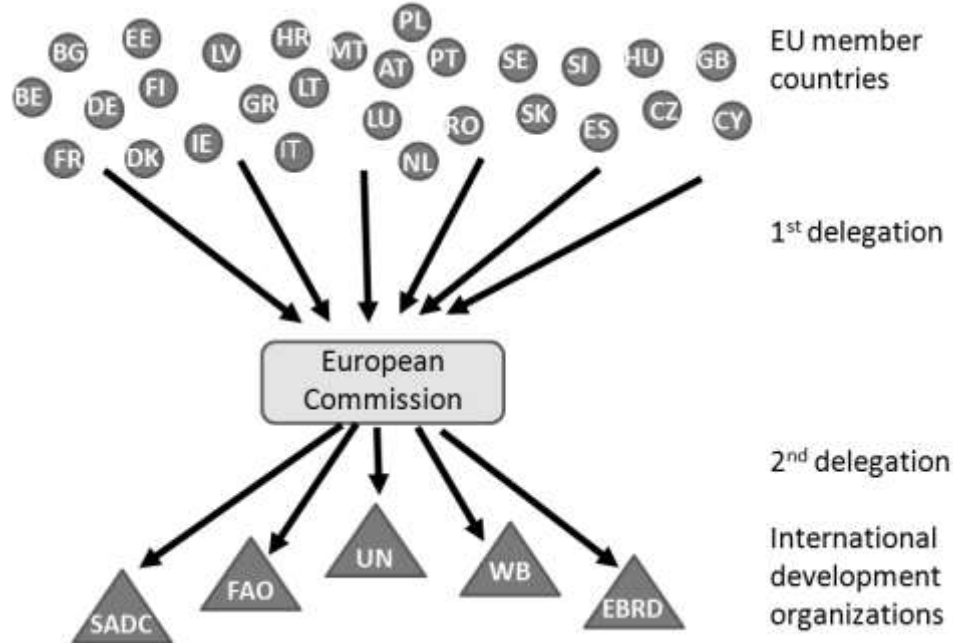 PL
EE
HR
BG
LV
MT
AT
PT
SE
SI
HU
GB
EU member
countries
BE
DE
FI
GR
LT
LU
RO
SK
ES
CZ
CY
FR
DK
IE
IT
NL
1st delegation
European
Commission
2nd delegation
UN
WB
FAO
SADC
EBRD
International
development
organizations